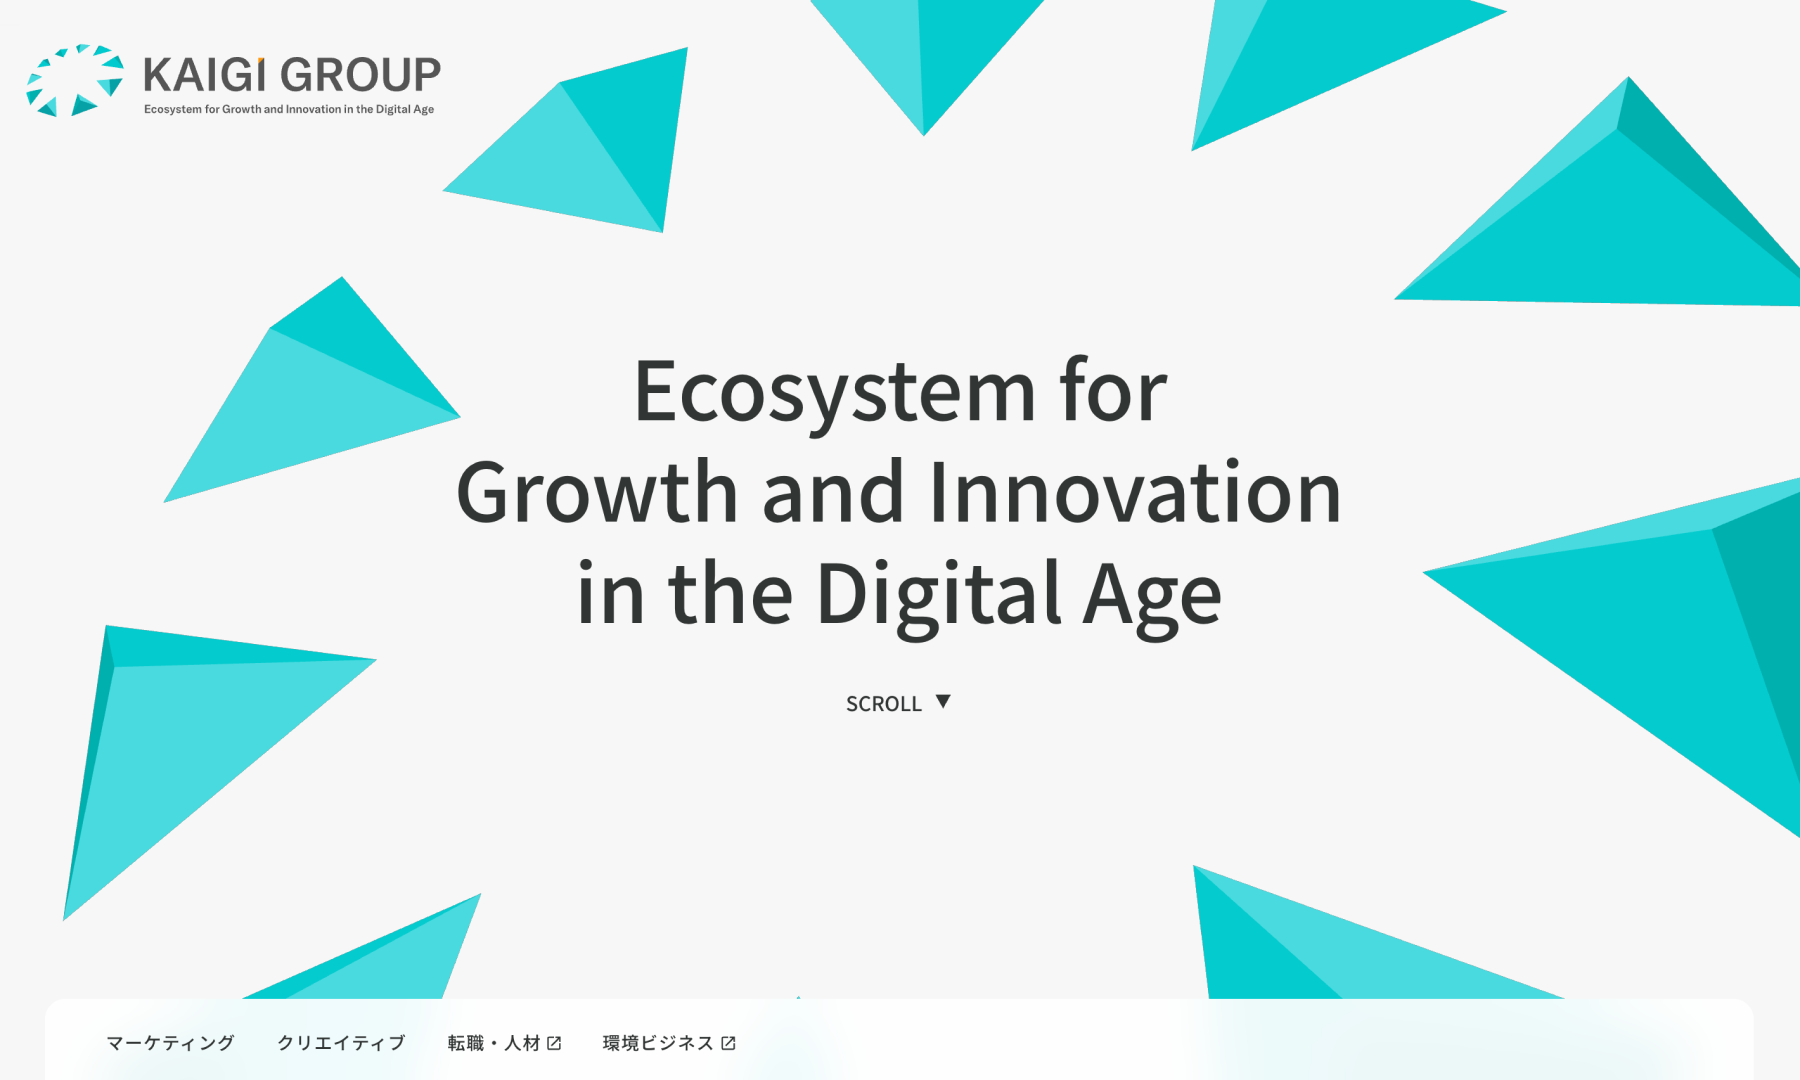 KAIGI GROUP
Ecosystem for Growth and Innovation in the Digital Age
Ecosystem for
Growth and Innovation
in the Digital Age
SCROLL ▼
マーケティング クリエイティブ 転職・人材 環境ビジネス